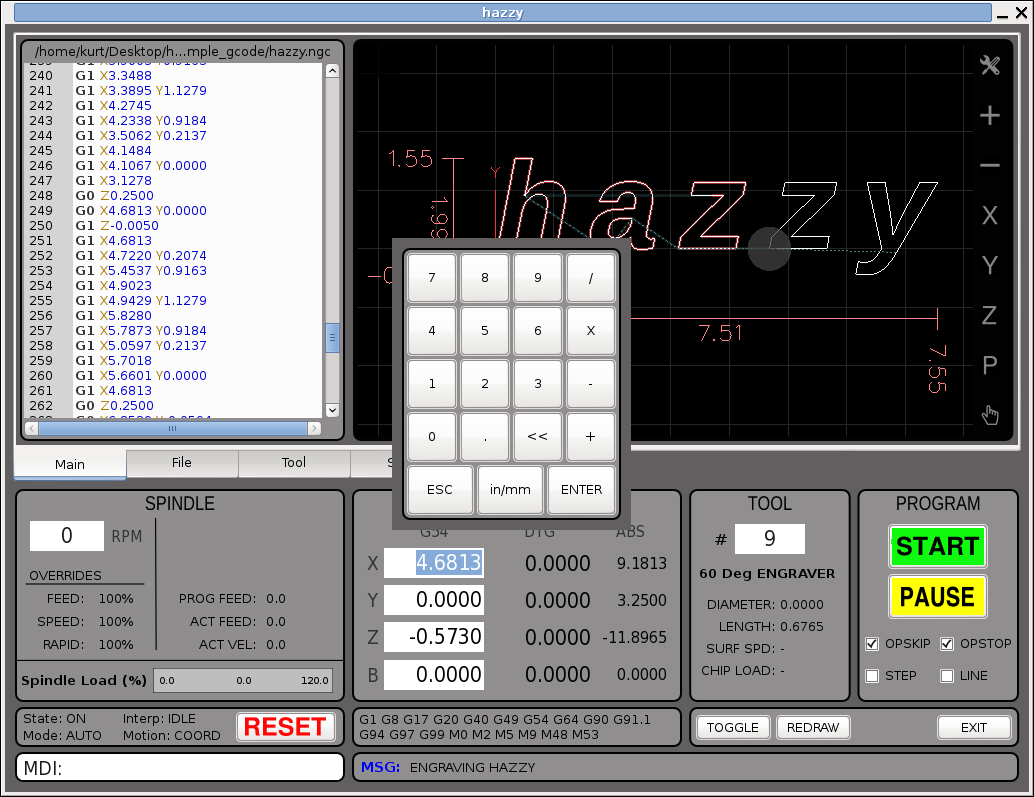 hazzy
/home/kurt/Desktop/h...mple_gcode/hazzy.ngc
240 G1 X3.3488
241 G1 X3.3895 Y1.1279
242 G1 X4.2745
243 G1 X4.2338 Y0.9184
244 G1 X3.5062 Y0.2137
245 G1 X4.1484
246 G1 X4.1067 Y0.0000
247 G1 X3.1278
248 G0 Z0.2500
249 G0 X4.6813 Y0.0000
250 G1 Z-0.0050
251 G1 X4.6813
252 G1 X4.7220 Y0.2074
253 G1 X5.4537 Y0.9163
254 G1 X4.9023
255 G1 X4.9429 Y1.1279
256 G1 X5.8280
257 G1 X5.7873 Y0.9184
258 G1 X5.0597 Y0.2137
259 G1 X5.7018
260 G1 X5.6601 Y0.0000
261 G1 X4.6813
262 G0 Z0.2500
1.55
Y
hazzy
7.51
7.55
X
Y
Z
P
7 8 9 /
4 5 6 X
1 2 3 -
0 . << +
ESC in/mm ENTER
Main File Tool
SPINDLE
0 RPM
OVERRIDES
FEED: 100% PROG FEED: 0.0
SPEED: 100% ACT FEED: 0.0
RAPID: 100% ACT VEL: 0.0
Spindle Load (%) 0.0 0.0 120.0
G54 DTG ABS
X 4.6813 0.0000 9.1813
Y 0.0000 0.0000 3.2500
Z -0.5730 0.0000 -11.8965
B 0.0000 0.0000 0.0000
TOOL
# 9
60 Deg ENGRAVER
DIAMETER: 0.0000
LENGTH: 0.6765
SURF SPD: -
CHIP LOAD: -
PROGRAM
START
PAUSE
OPSKIP OPSTOP
STEP LINE
State: ON Interp: IDLE
Mode: AUTO Motion: COORD
RESET
G1 G8 G17 G20 G40 G49 G54 G64 G90 G91.1
G94 G97 G99 M0 M2 M5 M9 M48 M53
TOGGLE REDRAW EXIT
MDI:
MSG: ENGRAVING HAZZY